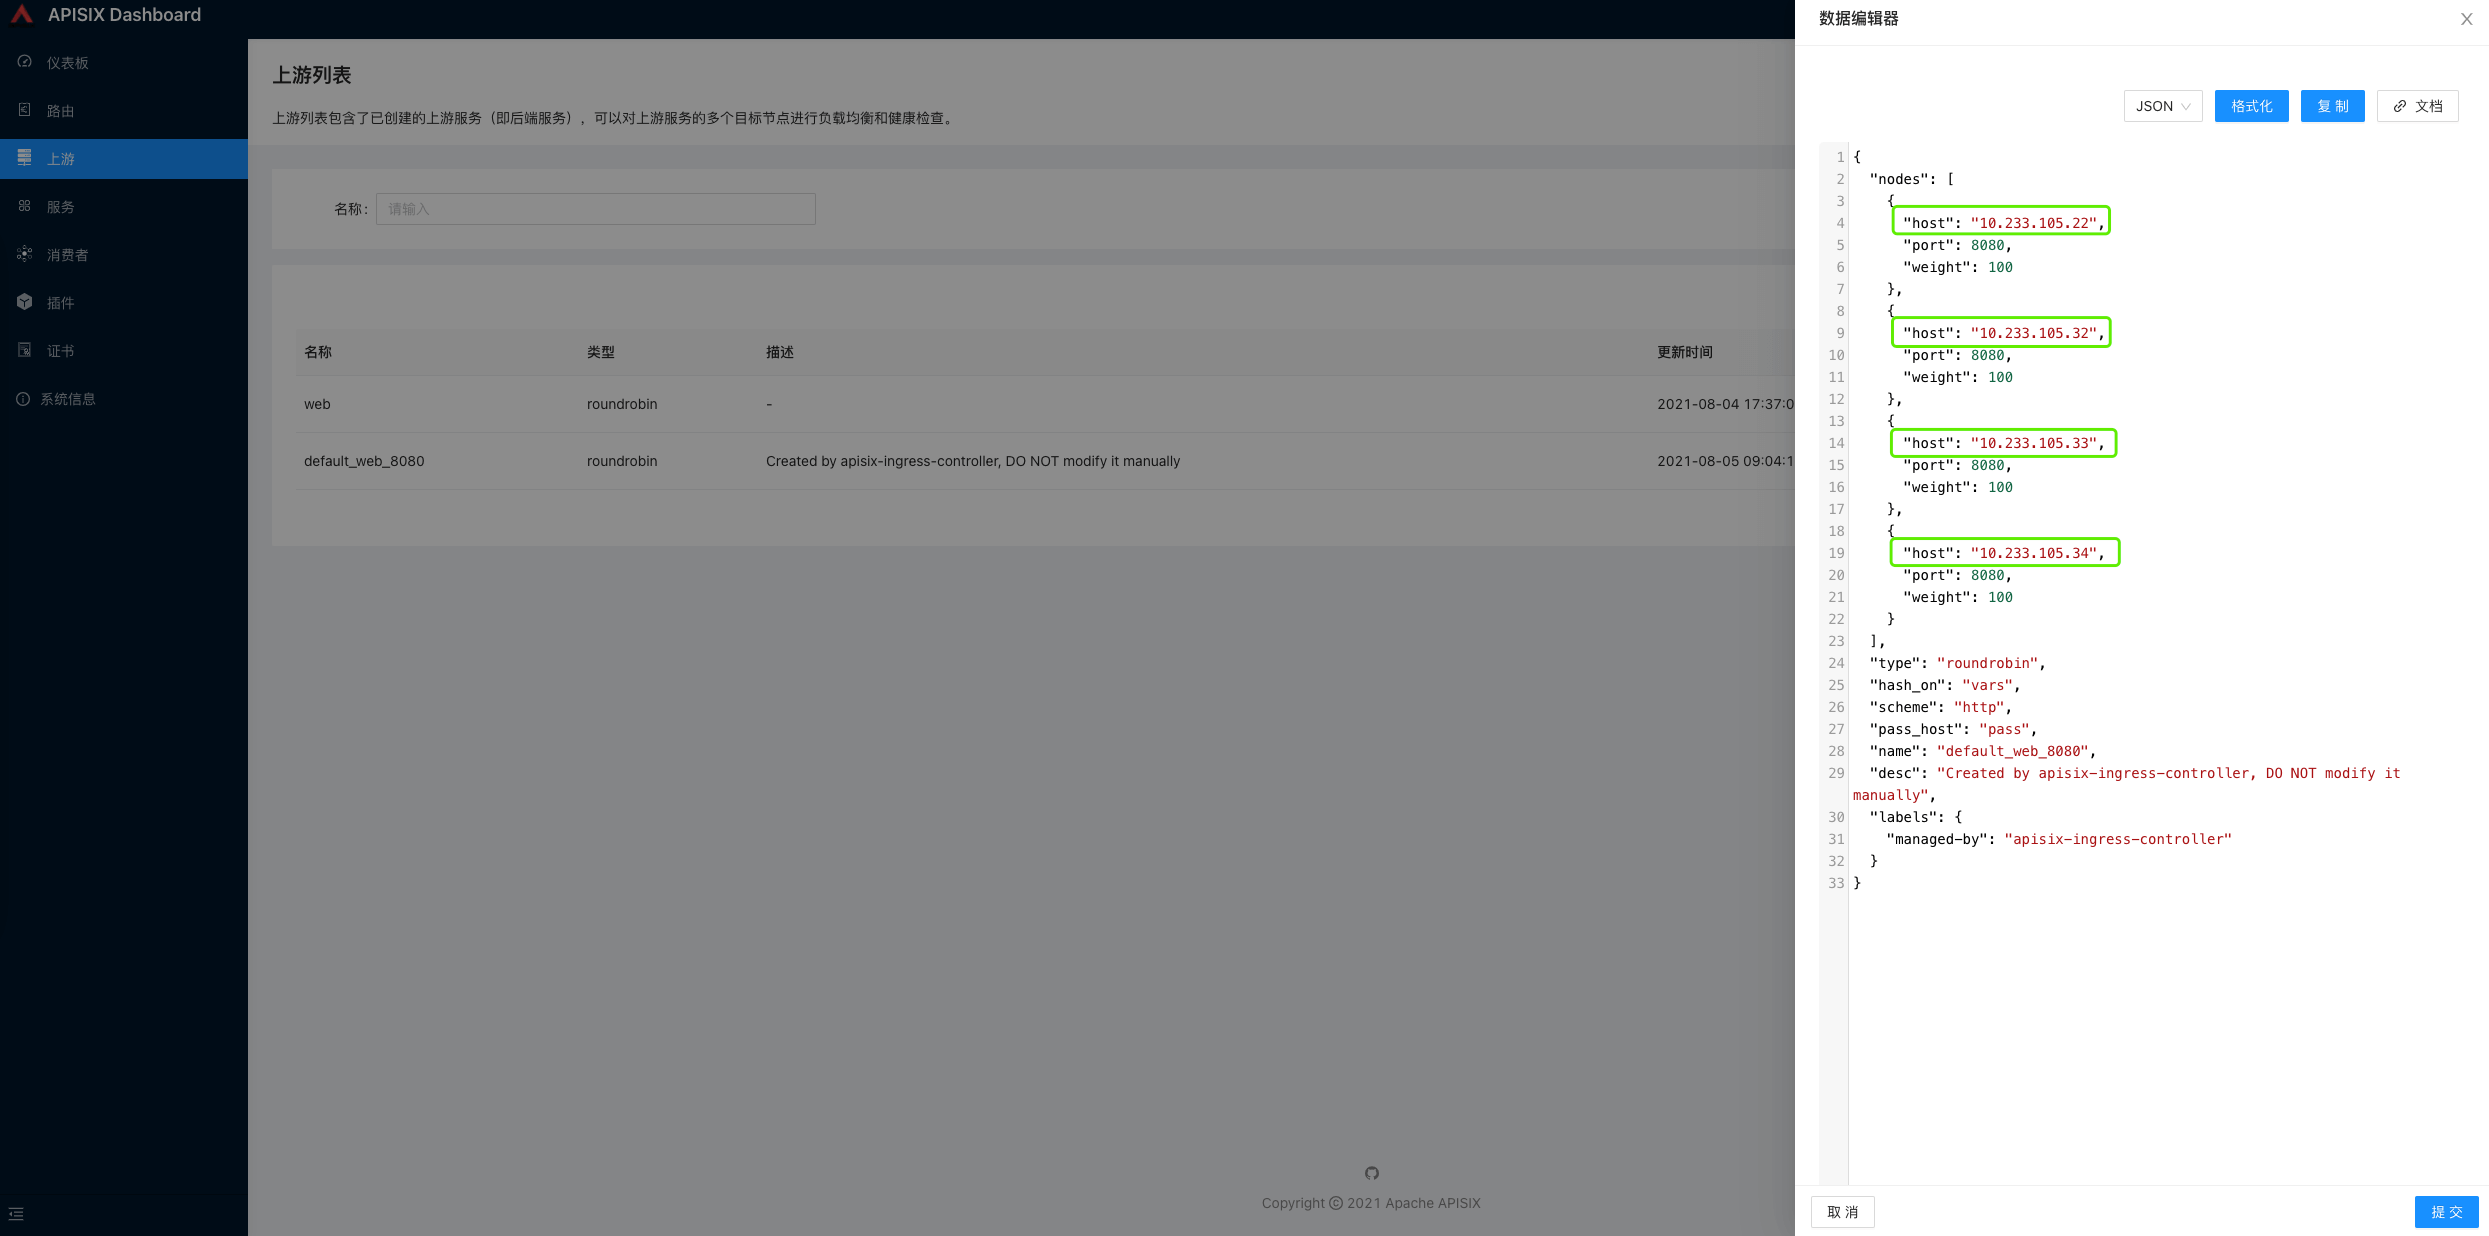 APISIX Dashboard
仪表板
路由
上游
服务
消费者
插件
证书
系统信息
上游列表
上游列表包含了已创建的上游服务（即后端服务），可以对上游服务的多个目标节点进行负载均衡和健康检查。
名称：
请输入
名称 类型 描述 更新时间
web roundrobin - 2021-08-04 17:37:0
default_web_8080 roundrobin Created by apisix-ingress-controller, DO NOT modify it manually 2021-08-05 09:04:1
Copyright © 2021 Apache APISIX
数据编辑器
JSON 格式化 复 制 文档
1 {
2 "nodes": [
3 {
4 "host": "10.233.105.22",
5 "port": 8080,
6 "weight": 100
7 },
8 {
9 "host": "10.233.105.32",
10 "port": 8080,
11 "weight": 100
12 },
13 {
14 "host": "10.233.105.33",
15 "port": 8080,
16 "weight": 100
17 },
18 {
19 "host": "10.233.105.34",
20 "port": 8080,
21 "weight": 100
22 }
23 ],
24 "type": "roundrobin",
25 "hash_on": "vars",
26 "scheme": "http",
27 "pass_host": "pass",
28 "name": "default_web_8080",
29 "desc": "Created by apisix-ingress-controller, DO NOT modify it
manually",
30 "labels": {
31 "managed-by": "apisix-ingress-controller"
32 }
33 }
取 消 提 交